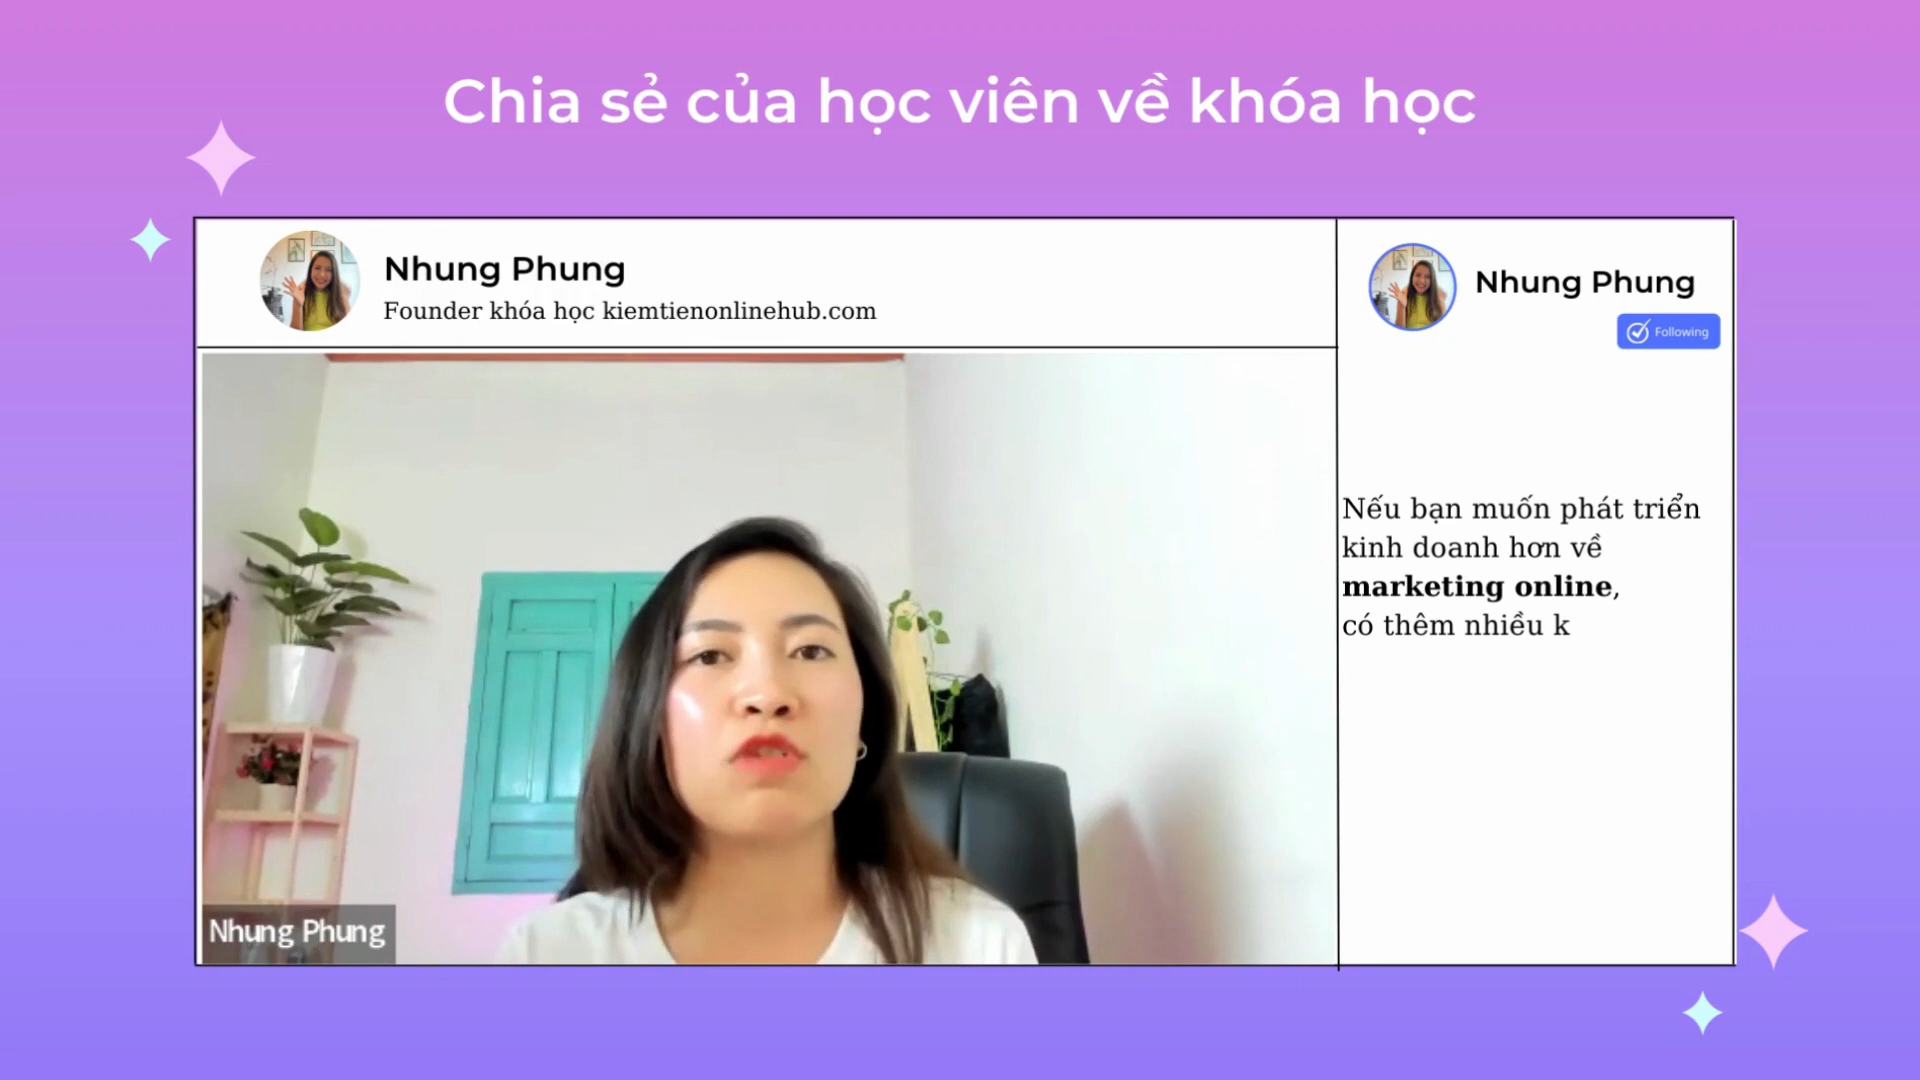 Chia sẻ của học viên về khóa học
Nhung Phung
Founder khóa học kiemtienonlinehub.com
Nhung Phung
Following
Nếu bạn muốn phát triển
kinh doanh hơn về
marketing online,
có thêm nhiều k
Nhung Phung